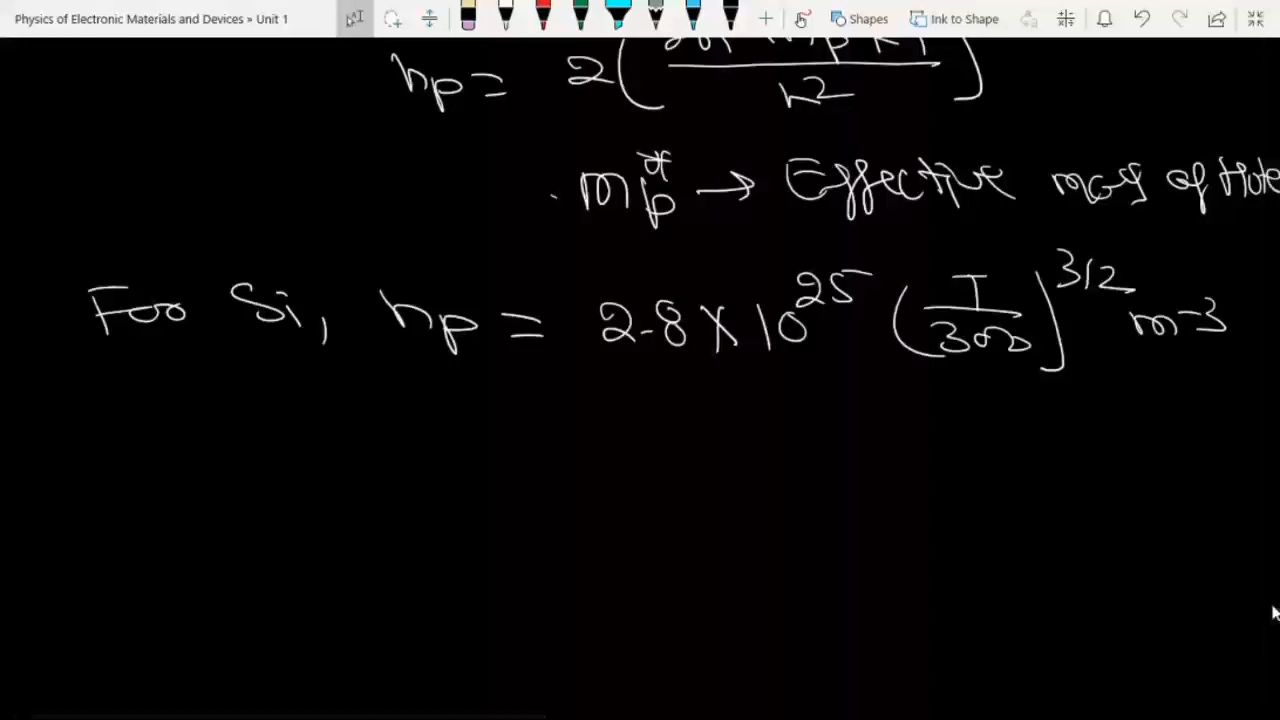 Physics of Electronic Materials and Devices » Unit 1
Shapes
Ink to Shape
np = 2( / h2 )
mp* → Effective mass of Hole
For Si, np = 2.8 X 10^25 (T/300)^3/2 m-3